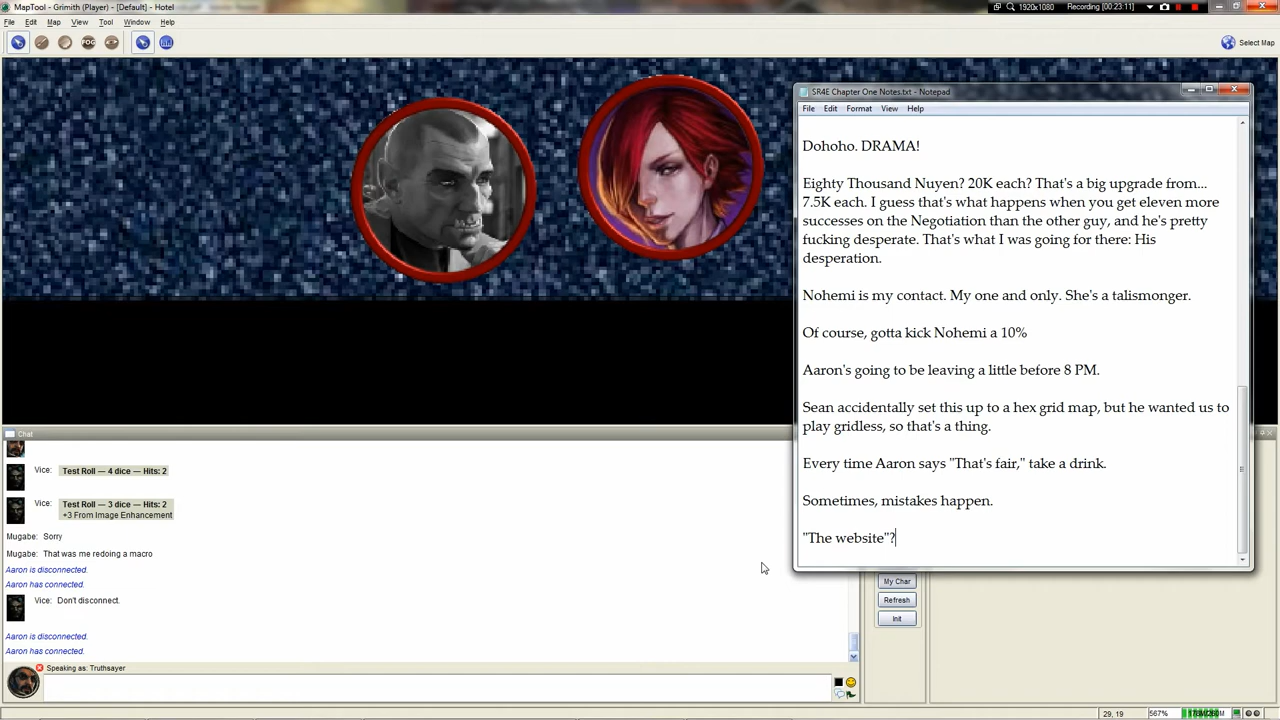 MapTool - Grimith (Player) - [Default] - Hotel
1920x1080
Recording [00:23:11]
File Edit Map View Tool Window Help
FOG
Select Map
SR4E Chapter One Notes.txt - Notepad
File Edit Format View Help
Dohoho. DRAMA!
Eighty Thousand Nuyen? 20K each? That's a big upgrade from...
7.5K each. I guess that's what happens when you get eleven more
successes on the Negotiation than the other guy, and he's pretty
fucking desperate. That's what I was going for there: His
desperation.
Nohemi is my contact. My one and only. She's a talismonger.
Of course, gotta kick Nohemi a 10%
Aaron's going to be leaving a little before 8 PM.
Sean accidentally set this up to a hex grid map, but he wanted us to
play gridless, so that's a thing.
Every time Aaron says "That's fair," take a drink.
Sometimes, mistakes happen.
"The website"?
Chat
Vice: Test Roll — 4 dice — Hits: 2
Vice: Test Roll — 3 dice — Hits: 2
+3 From Image Enhancement
Mugabe: Sorry
Mugabe: That was me redoing a macro
Aaron is disconnected.
Aaron has connected.
Vice: Don't disconnect.
Aaron is disconnected.
Aaron has connected.
Speaking as: Truthsayer
My Char
Refresh
Init
29, 19
567%